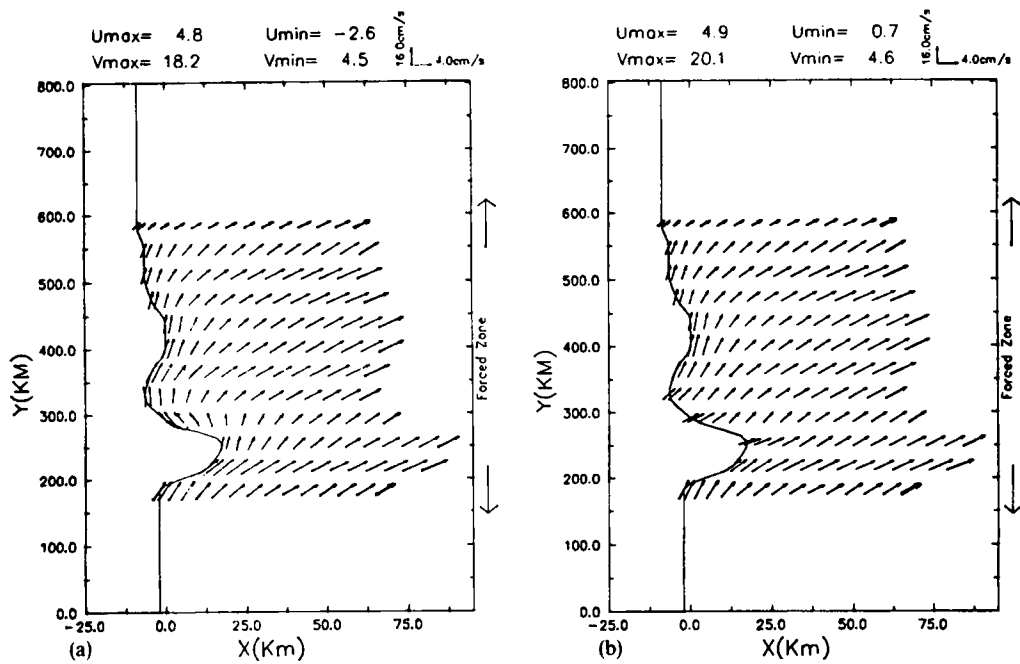 Umax= 4.8 Umin= -2.6
Vmax= 18.2 Vmin= 4.5
16.0cm/s
4.0cm/s
800.0
700.0
600.0
500.0
400.0
300.0
200.0
100.0
0.0
Y(KM)
-25.0 0.0 25.0 50.0 75.0
X(Km)
(a)
Forced Zone
Umax= 4.9 Umin= 0.7
Vmax= 20.1 Vmin= 4.6
16.0cm/s
4.0cm/s
800.0
700.0
600.0
500.0
400.0
300.0
200.0
100.0
0.0
Y(KM)
-25.0 0.0 25.0 50.0 75.0
X(Km)
(b)
Forced Zone